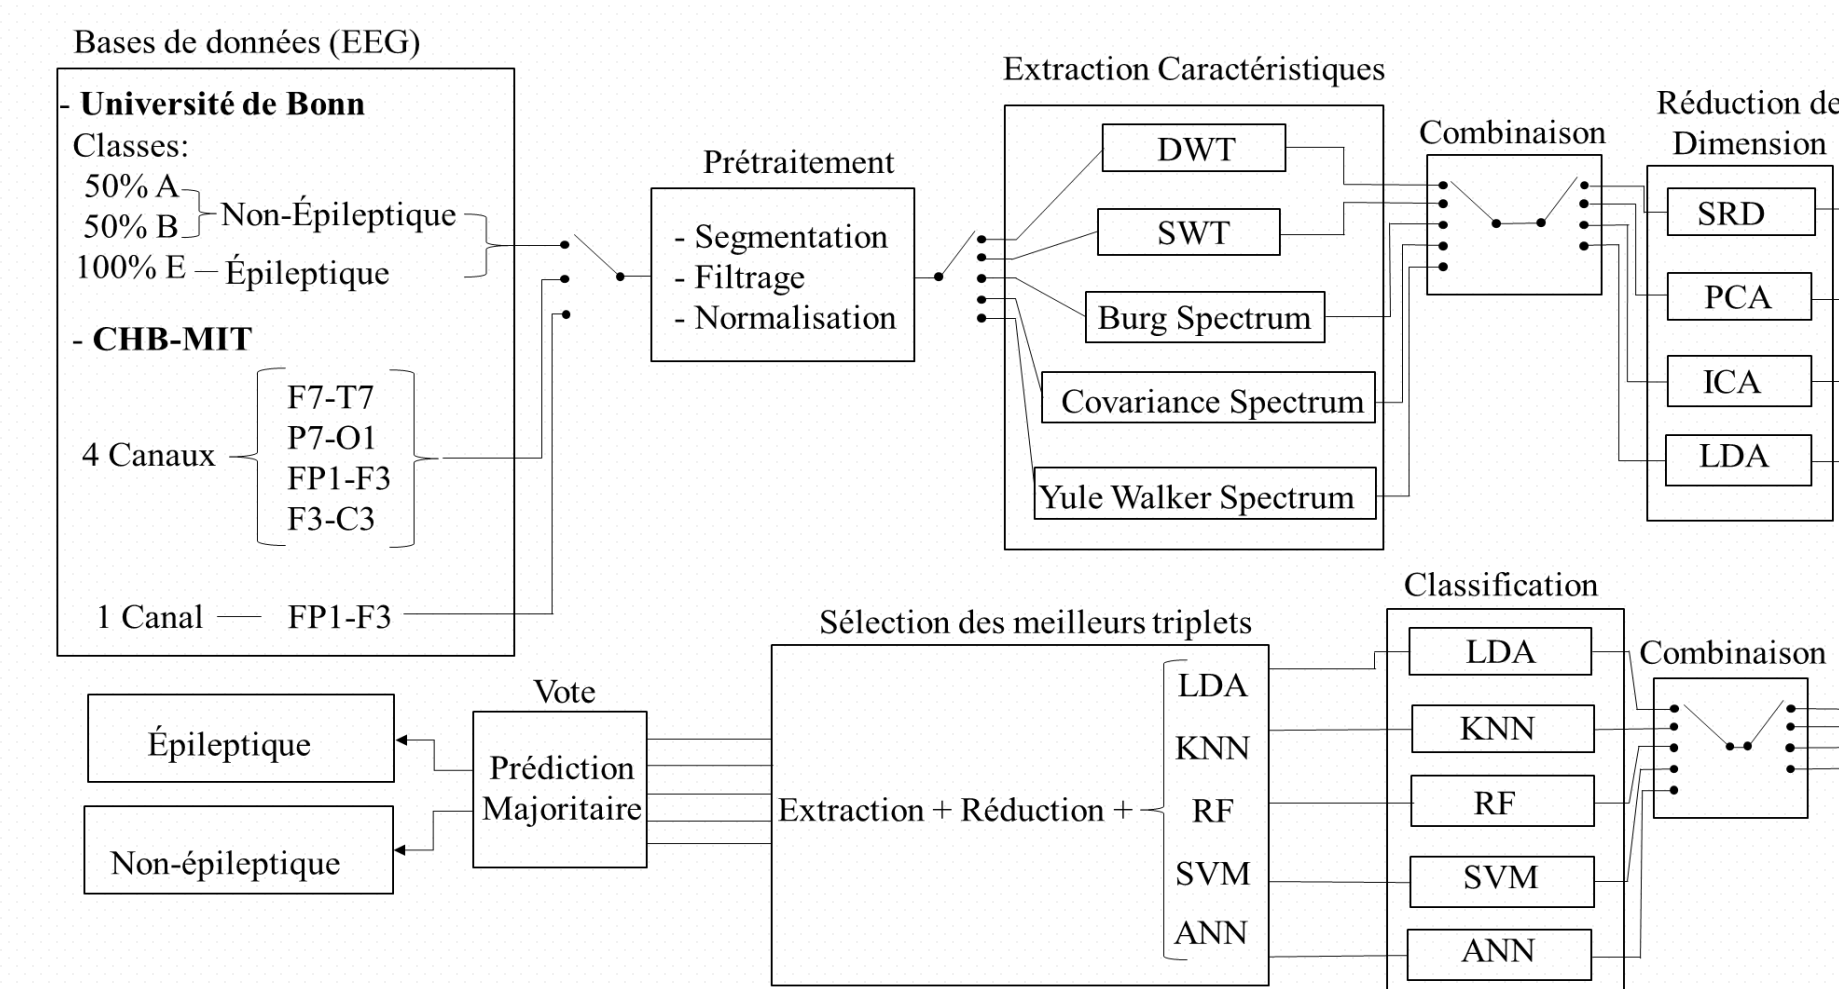 Bases de données (EEG)
- Université de Bonn
Classes:
50% A
50% B
Non-Épileptique
100% E
Épileptique
- CHB-MIT
4 Canaux
F7-T7
P7-O1
FP1-F3
F3-C3
1 Canal
FP1-F3
Prétraitement
- Segmentation
- Filtrage
- Normalisation
Extraction Caractéristiques
DWT
SWT
Burg Spectrum
Covariance Spectrum
Yule Walker Spectrum
Combinaison
Réduction de
Dimension
SRD
PCA
ICA
LDA
Classification
LDA
KNN
RF
SVM
ANN
Combinaison
Sélection des meilleurs triplets
Extraction + Réduction +
LDA
KNN
RF
SVM
ANN
Vote
Prédiction
Majoritaire
Épileptique
Non-épileptique